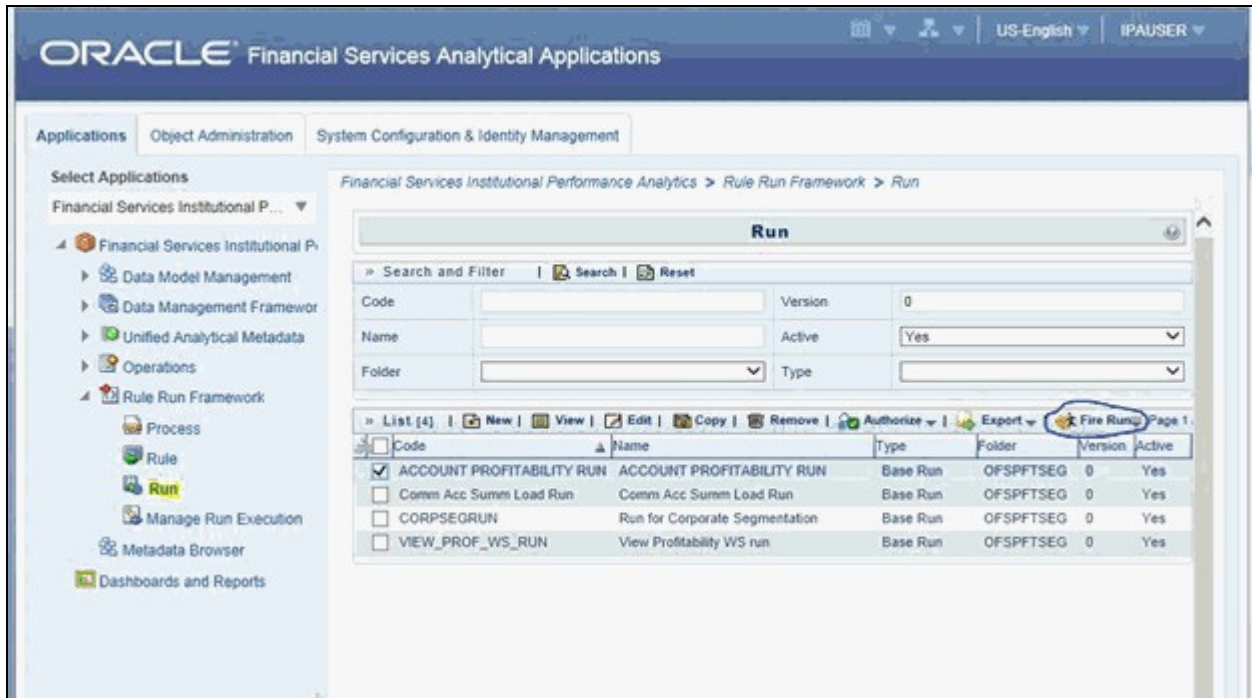 US-English IPAUSER
ORACLE Financial Services Analytical Applications
Applications Object Administration System Configuration & Identity Management
Select Applications
Financial Services Institutional P...
Financial Services Institutional P
Data Model Management
Data Management Framewor
Unified Analytical Metadata
Operations
Rule Run Framework
Process
Rule
Run
Manage Run Execution
Metadata Browser
Dashboards and Reports
Financial Services Institutional Performance Analytics > Rule Run Framework > Run
Run
» Search and Filter | Search | Reset
Code Version 0
Name Active Yes
Folder Type
» List [4] | New | View | Edit | Copy | Remove | Authorize | Export Fire Run Page 1
Code Name Type Folder Version Active
ACCOUNT PROFITABILITY RUN ACCOUNT PROFITABILITY RUN Base Run OFSPFTSEG 0 Yes
Comm Acc Summ Load Run Comm Acc Summ Load Run Base Run OFSPFTSEG 0 Yes
CORPSEGRUN Run for Corporate Segmentation Base Run OFSPFTSEG 0 Yes
VIEW_PROF_WS_RUN View Profitability WS run Base Run OFSPFTSEG 0 Yes